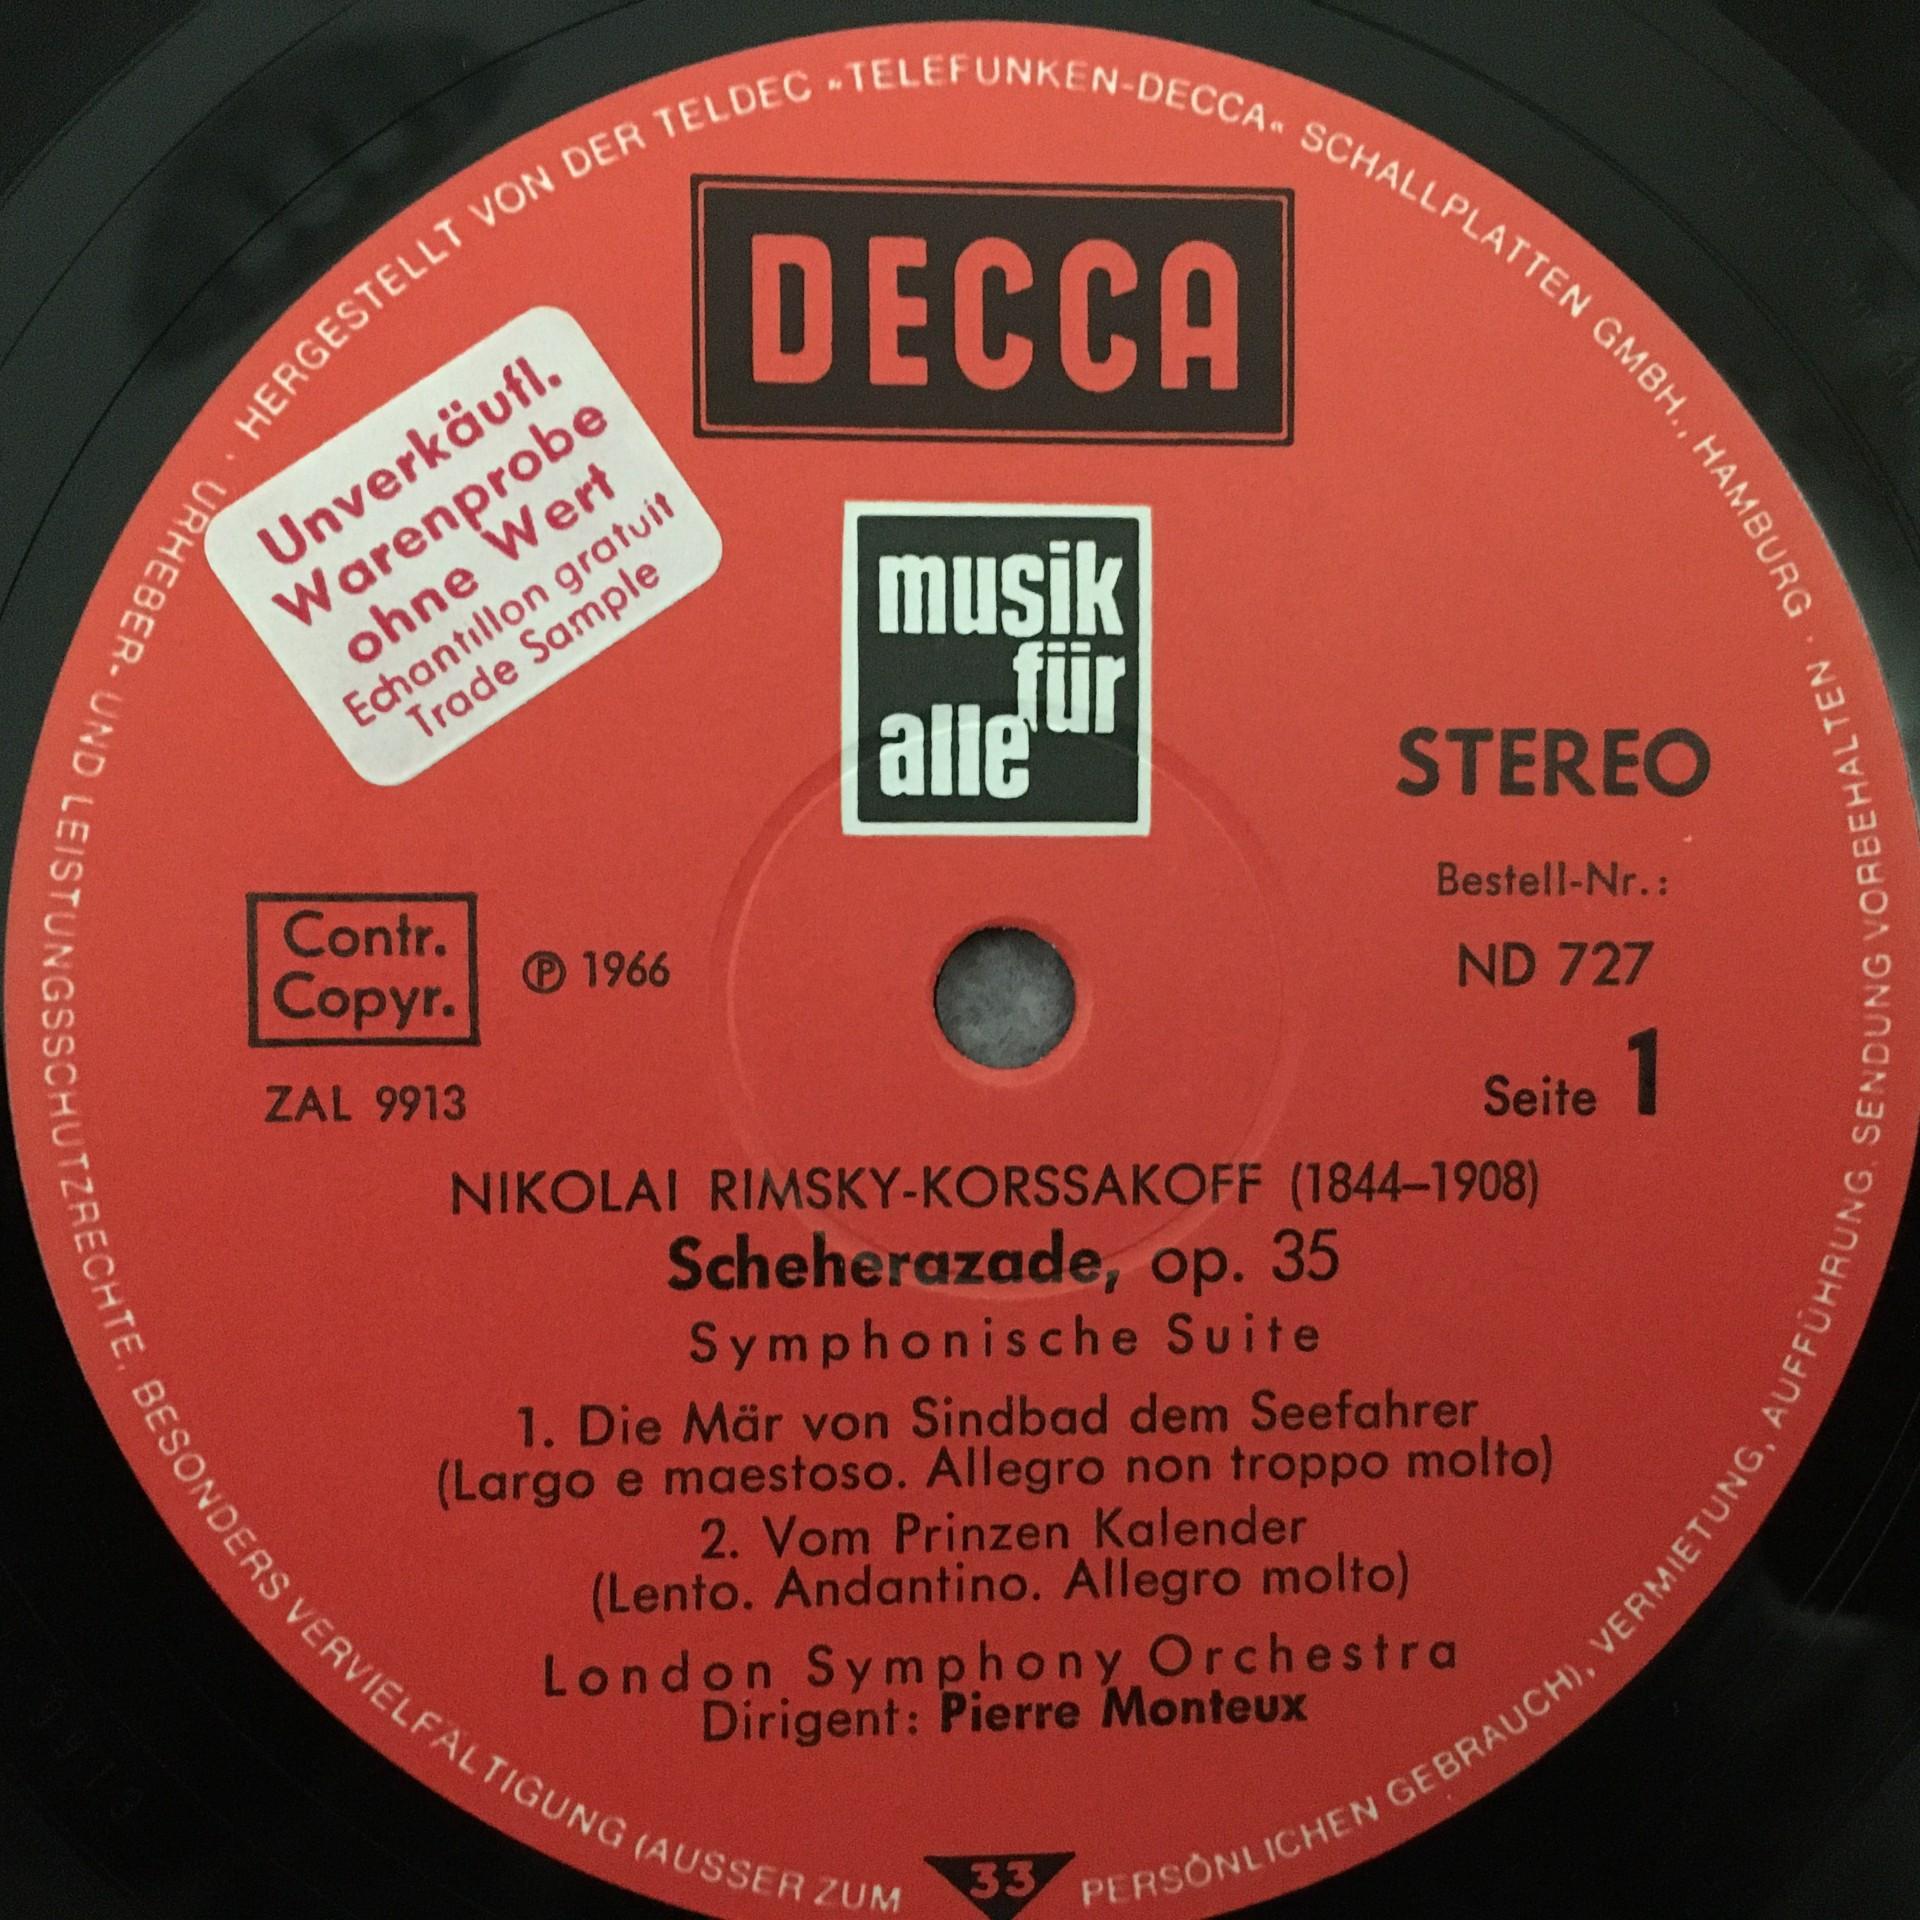 HERGESTELLT VON DER TELDEC »TELEFUNKEN-DECCA« SCHALLPLATTEN GMBH., HAMBURG · URHEBER- UND LEISTUNGSSCHUTZRECHTE, BESONDERS VERVIELFÄLTIGUNG (AUSSER ZUM PERSÖNLICHEN GEBRAUCH), VERMIETUNG, AUFFÜHRUNG, SENDUNG VORBEHALTEN ·
DECCA
Unverkäufl.
Warenprobe
ohne Wert
Echantillon gratuit
Trade Sample
musik
für
alle
STEREO
Bestell-Nr.:
ND 727
Seite 1
Contr.
Copyr.
℗ 1966
ZAL 9913
NIKOLAI RIMSKY-KORSSAKOFF (1844–1908)
Scheherazade, op. 35
Symphonische Suite
1. Die Mär von Sindbad dem Seefahrer
(Largo e maestoso. Allegro non troppo molto)
2. Vom Prinzen Kalender
(Lento. Andantino. Allegro molto)
London Symphony Orchestra
Dirigent: Pierre Monteux
33